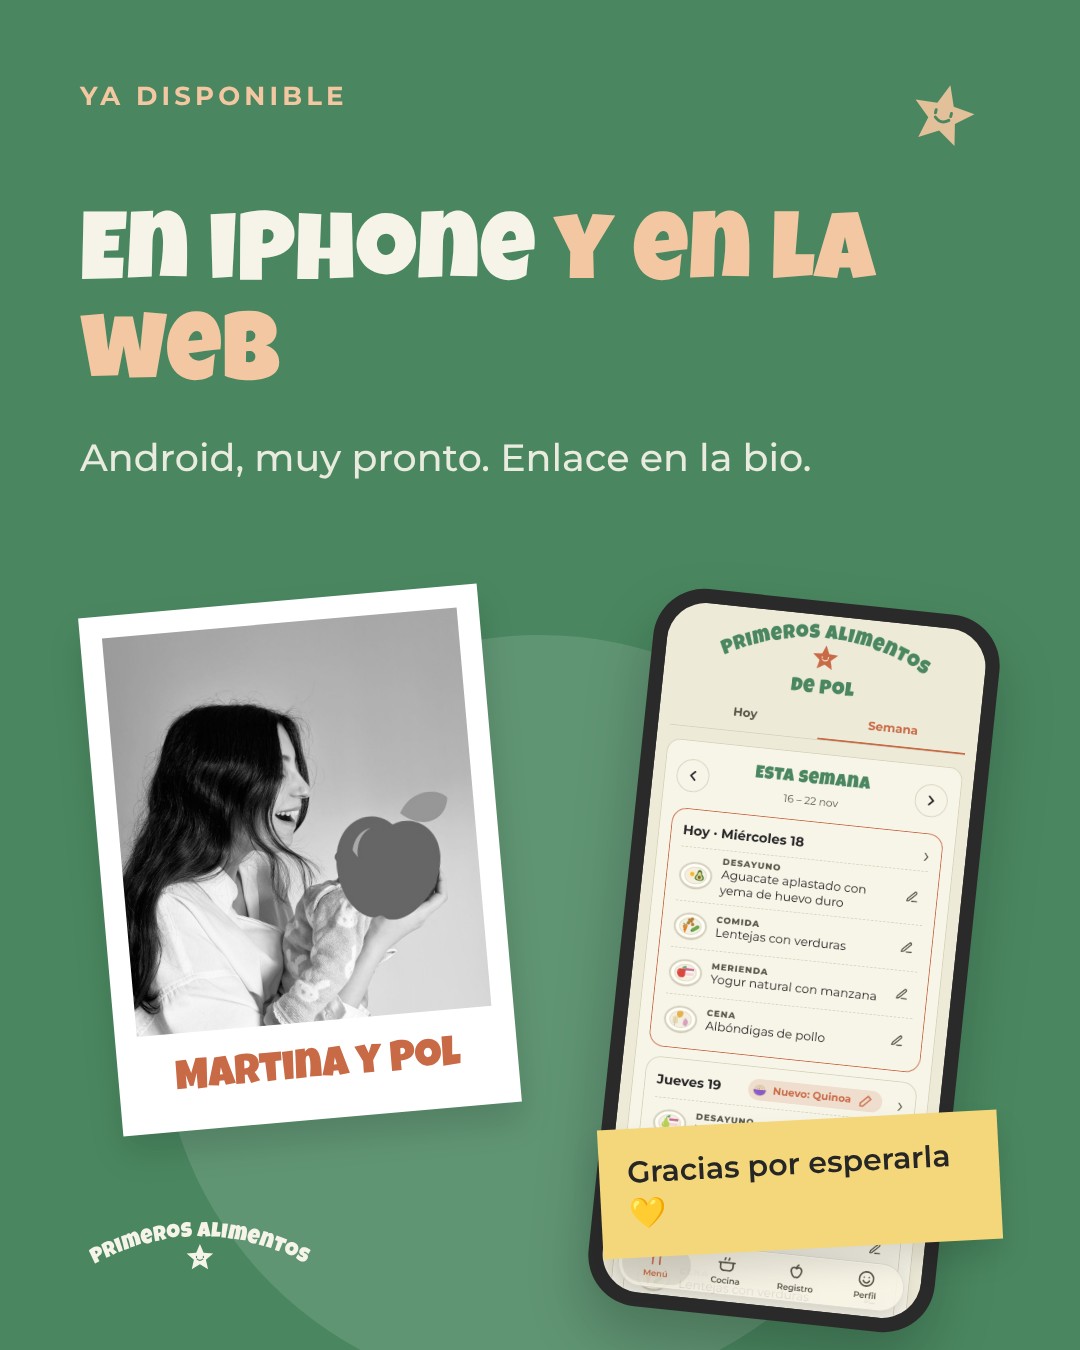 YA DISPONIBLE
En iPhone y en la
web
Android, muy pronto. Enlace en la bio.
MARTINA Y POL
PRIMEROS ALIMENTOS
PRIMEROS ALIMENTOS
DE POL
Hoy
Semana
Esta semana
16 – 22 nov
Hoy · Miércoles 18
DESAYUNO
Aguacate aplastado con
yema de huevo duro
COMIDA
Lentejas con verduras
MERIENDA
Yogur natural con manzana
CENA
Albóndigas de pollo
Jueves 19
Nuevo: Quinoa
DESAYUNO
Gracias por esperarla
💛
Lentejas con verduras
Menú
Cocina
Registro
Perfil